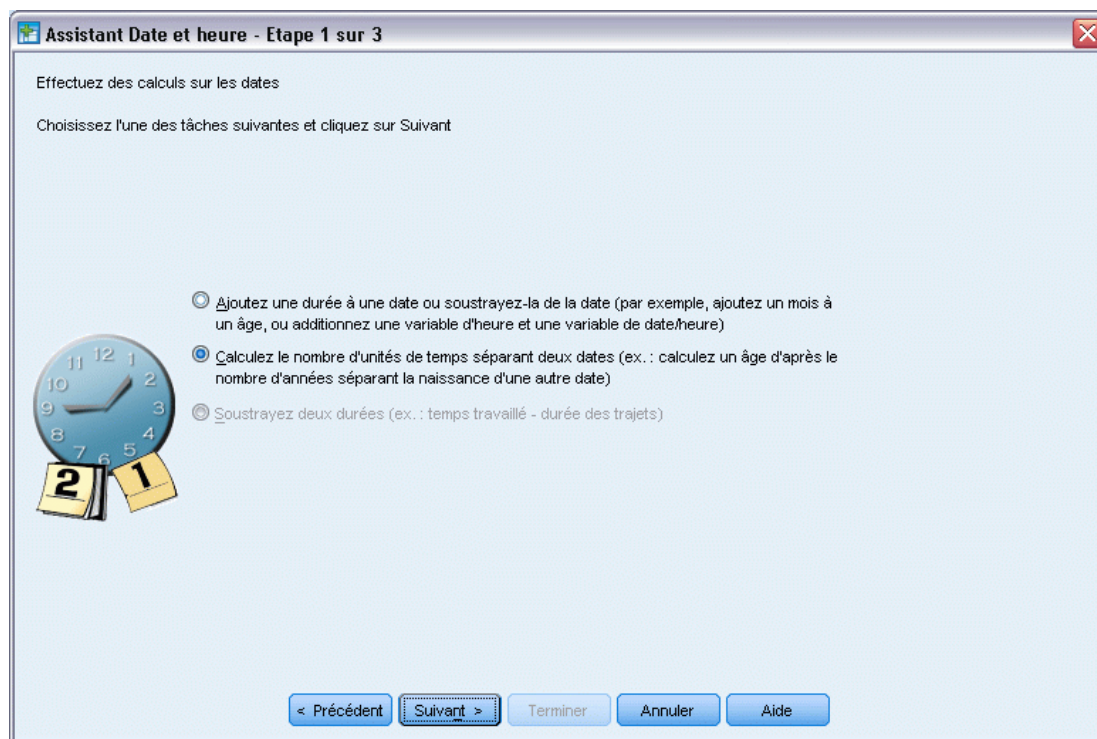 Assistant Date et heure - Etape 1 sur 3
Effectuez des calculs sur les dates
Choisissez l'une des tâches suivantes et cliquez sur Suivant
Ajoutez une durée à une date ou soustrayez-la de la date (par exemple, ajoutez un mois à
un âge, ou additionnez une variable d'heure et une variable de date/heure)
Calculez le nombre d'unités de temps séparant deux dates (ex. : calculez un âge d'après le
nombre d'années séparant la naissance d'une autre date)
Soustrayez deux durées (ex. : temps travaillé - durée des trajets)
12
11 1
10 2
9 3
8 4
7 6 5
2 1
< Précédent Suivant > Terminer Annuler Aide